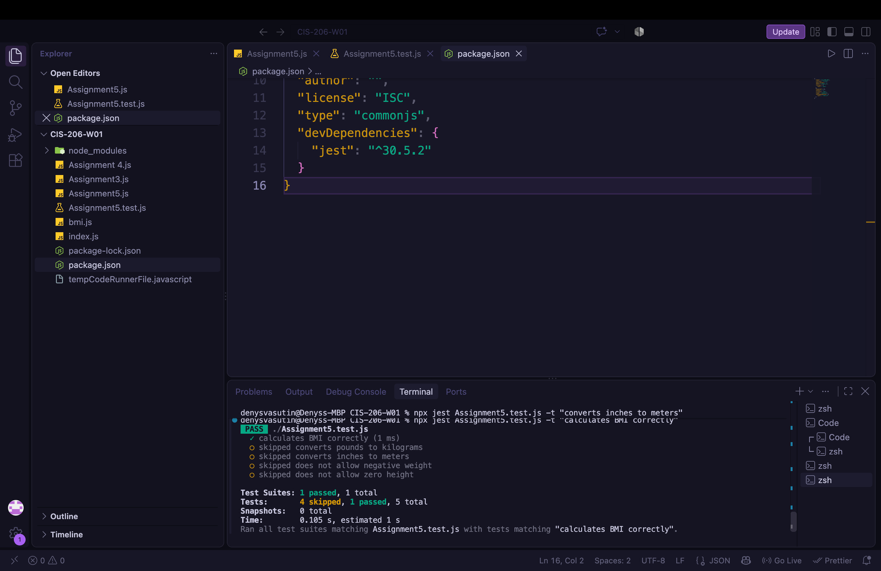 CIS-206-W01
Update
Explorer
Open Editors
Assignment5.js
Assignment5.test.js
package.json
CIS-206-W01
node_modules
Assignment 4.js
Assignment3.js
Assignment5.js
Assignment5.test.js
bmi.js
index.js
package-lock.json
package.json
tempCodeRunnerFile.javascript
Outline
Timeline
Assignment5.js
Assignment5.test.js
package.json
package.json > ...
10 "author": "",
11 "license": "ISC",
12 "type": "commonjs",
13 "devDependencies": {
14 "jest": "^30.5.2"
15 }
16 }
Problems Output Debug Console Terminal Ports
denysvasutin@Denyss-MBP CIS-206-W01 % npx jest Assignment5.test.js -t "converts inches to meters"
denysvasutin@Denyss-MBP CIS-206-W01 % npx jest Assignment5.test.js -t "calculates BMI correctly"
PASS ./Assignment5.test.js
✓ calculates BMI correctly (1 ms)
○ skipped converts pounds to kilograms
○ skipped converts inches to meters
○ skipped does not allow negative weight
○ skipped does not allow zero height
Test Suites: 1 passed, 1 total
Tests: 4 skipped, 1 passed, 5 total
Snapshots: 0 total
Time: 0.105 s, estimated 1 s
Ran all test suites matching Assignment5.test.js with tests matching "calculates BMI correctly".
zsh
Code
Code
zsh
zsh
zsh
1
0 0
Ln 16, Col 2 Spaces: 2 UTF-8 LF {} JSON Go Live Prettier